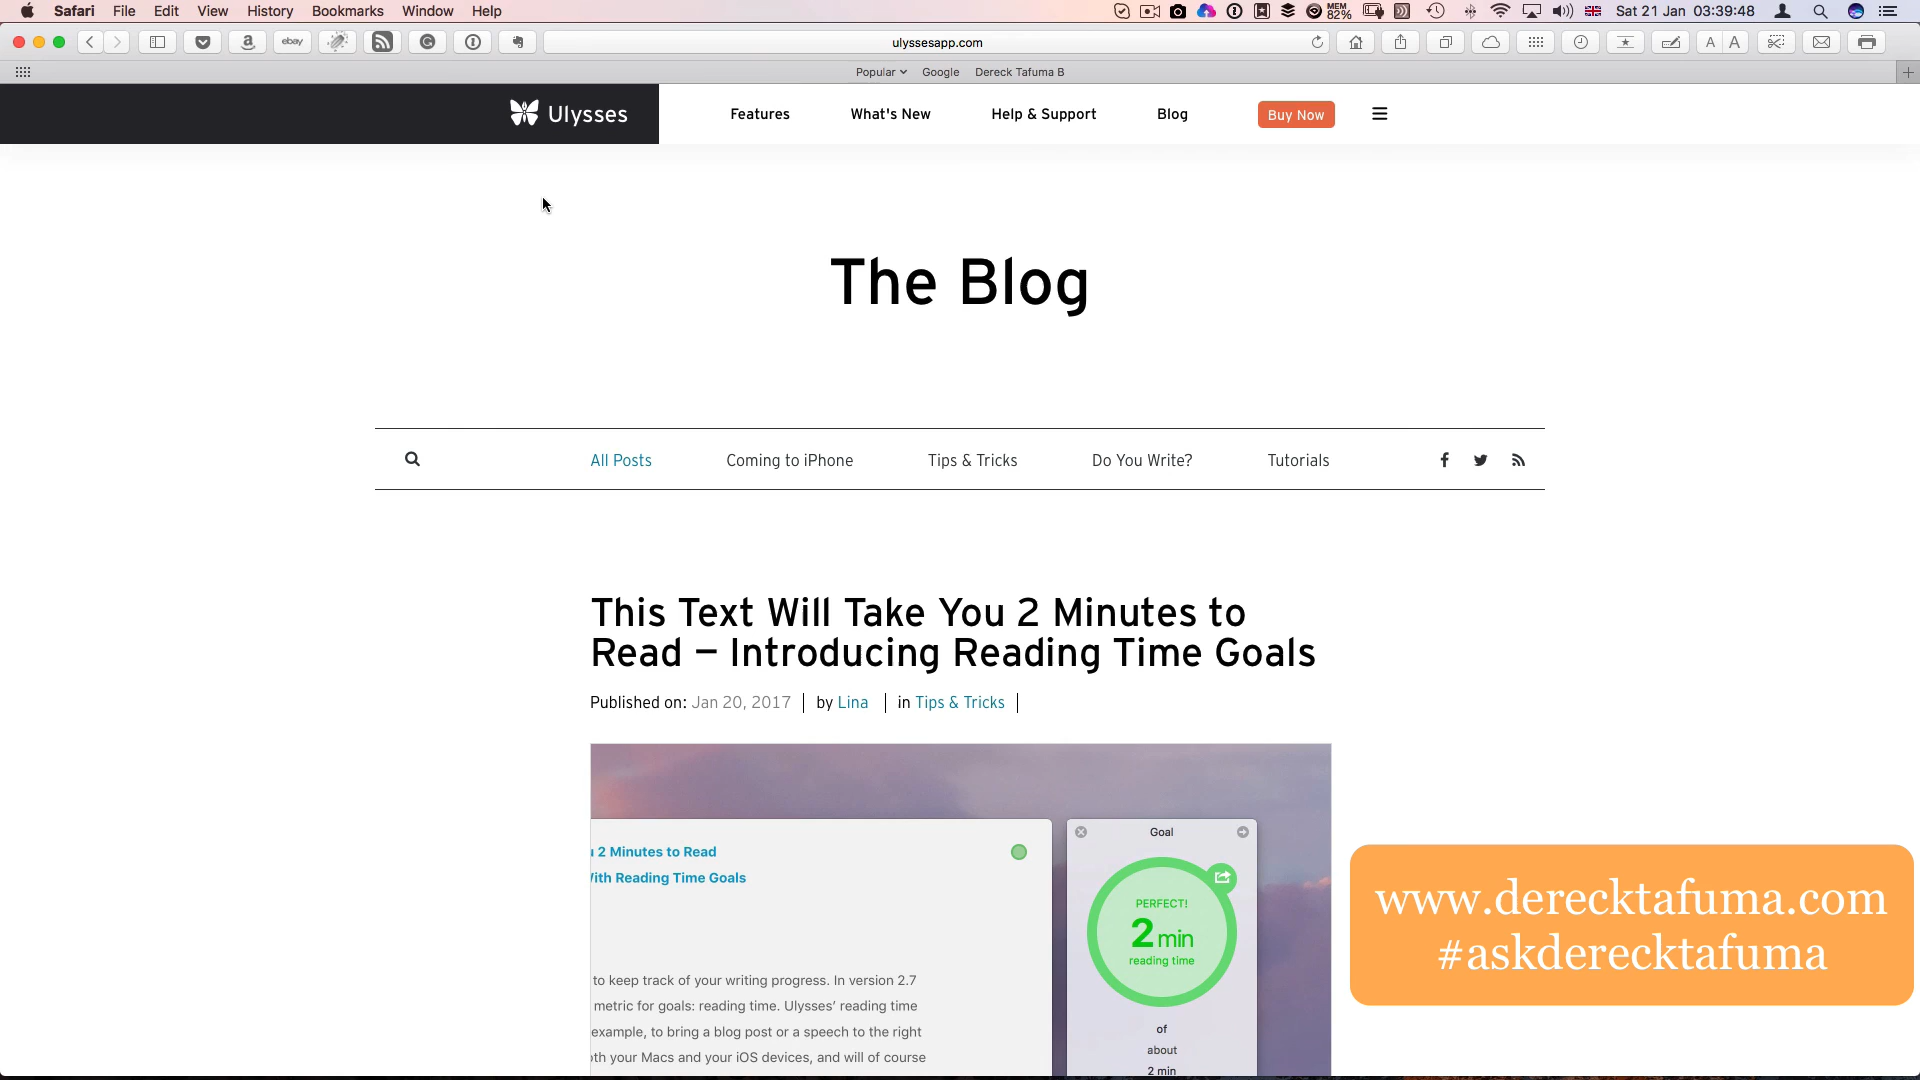 Safari File Edit View History Bookmarks Window Help MEM 82% Sat 21 Jan 03:39:48
ebay ulyssesapp.com A A
Popular Google Dereck Tafuma B
Ulysses Features What's New Help & Support Blog Buy Now
The Blog
All Posts Coming to iPhone Tips & Tricks Do You Write? Tutorials
This Text Will Take You 2 Minutes to
Read – Introducing Reading Time Goals
Published on: Jan 20, 2017 | by Lina | in Tips & Tricks |
Goal
2 Minutes to Read
With Reading Time Goals
PERFECT!
2 min
reading time
to keep track of your writing progress. In version 2.7
metric for goals: reading time. Ulysses’ reading time
example, to bring a blog post or a speech to the right
oth your Macs and your iOS devices, and will of course
of
about
2 min
www.derecktafuma.com
#askderecktafuma